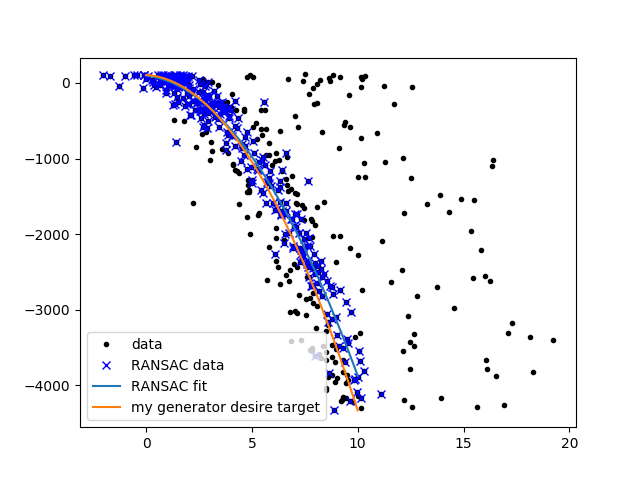 0
−1000
−2000
−3000
−4000
data
RANSAC data
RANSAC fit
my generator desire target
0 5 10 15 20